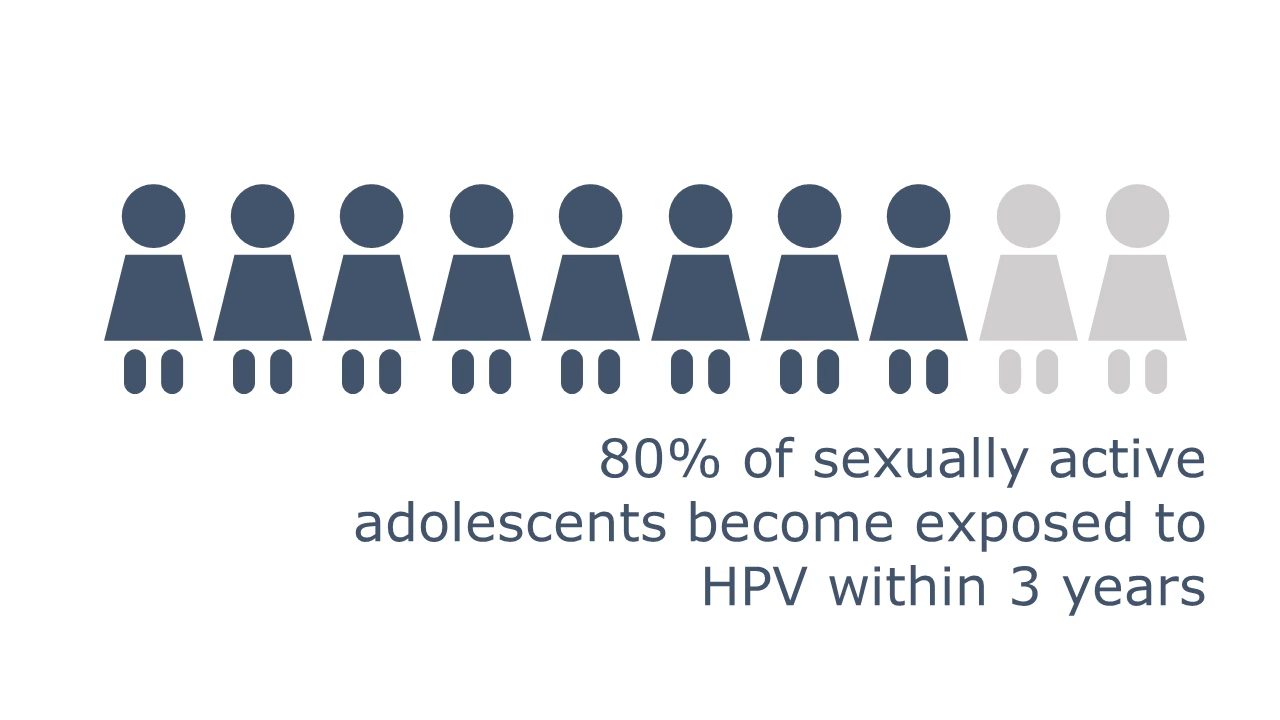 80% of sexually active
adolescents become exposed to
HPV within 3 years